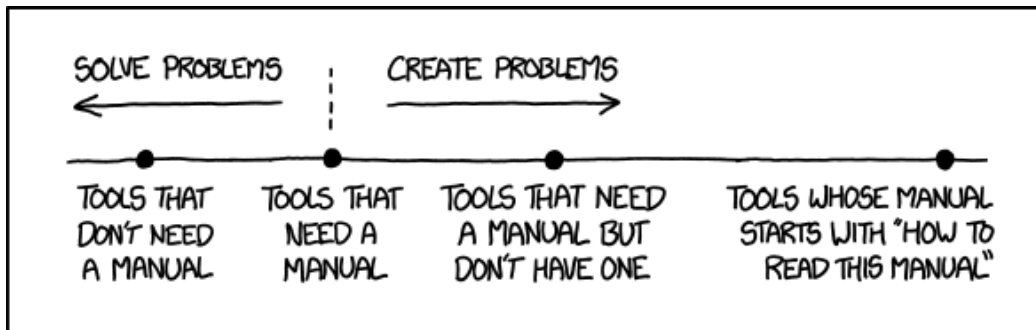 SOLVE PROBLEMS
CREATE PROBLEMS
TOOLS THAT
DON'T NEED
A MANUAL
TOOLS THAT
NEED A
MANUAL
TOOLS THAT NEED
A MANUAL BUT
DON'T HAVE ONE
TOOLS WHOSE MANUAL
STARTS WITH "HOW TO
READ THIS MANUAL"